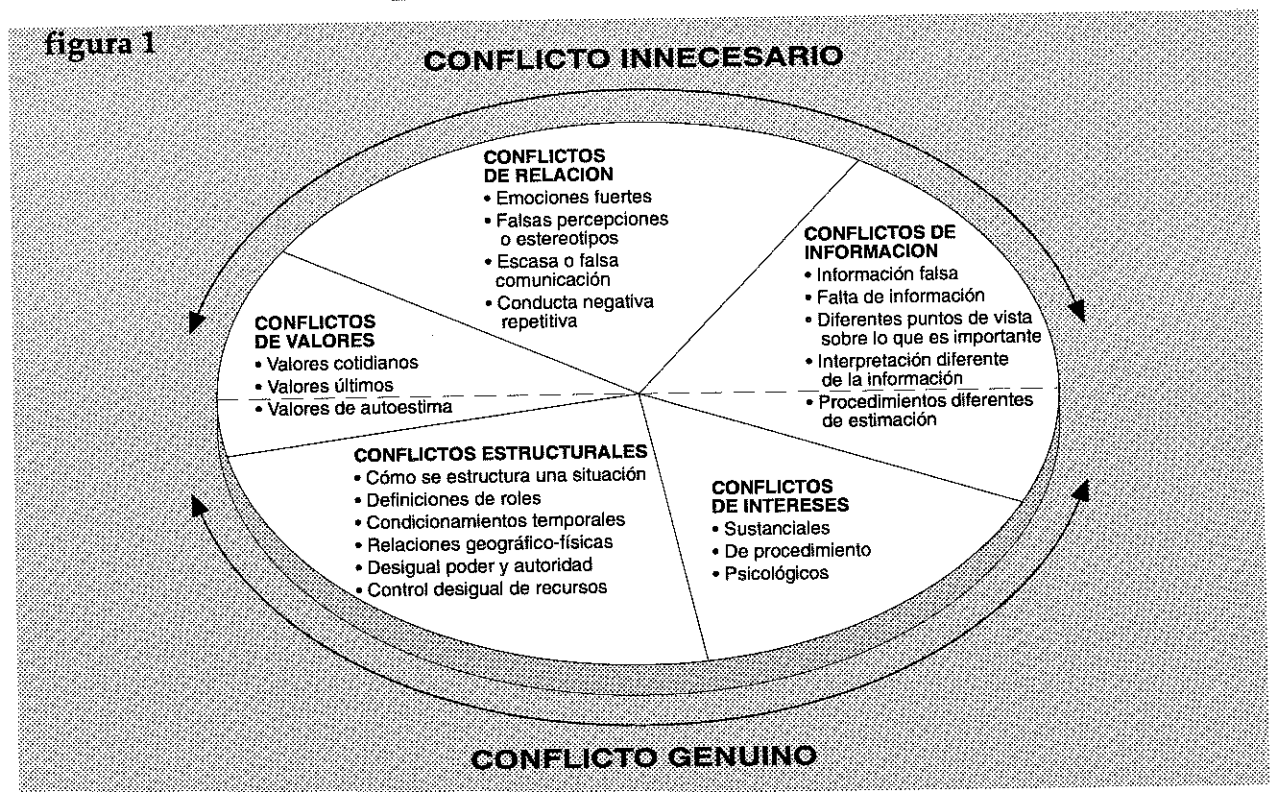 figura 1
CONFLICTO INNECESARIO
CONFLICTOS
DE RELACION
• Emociones fuertes
• Falsas percepciones
o estereotipos
• Escasa o falsa
comunicación
• Conducta negativa
repetitiva
CONFLICTOS DE
INFORMACION
• Información falsa
• Falta de información
• Diferentes puntos de vista
sobre lo que es importante
• Interpretación diferente
de la información
• Procedimientos diferentes
de estimación
CONFLICTOS
DE VALORES
• Valores cotidianos
• Valores últimos
• Valores de autoestima
CONFLICTOS ESTRUCTURALES
• Cómo se estructura una situación
• Definiciones de roles
• Condicionamientos temporales
• Relaciones geográfico-físicas
• Desigual poder y autoridad
• Control desigual de recursos
CONFLICTOS
DE INTERESES
• Sustanciales
• De procedimiento
• Psicológicos
CONFLICTO GENUINO